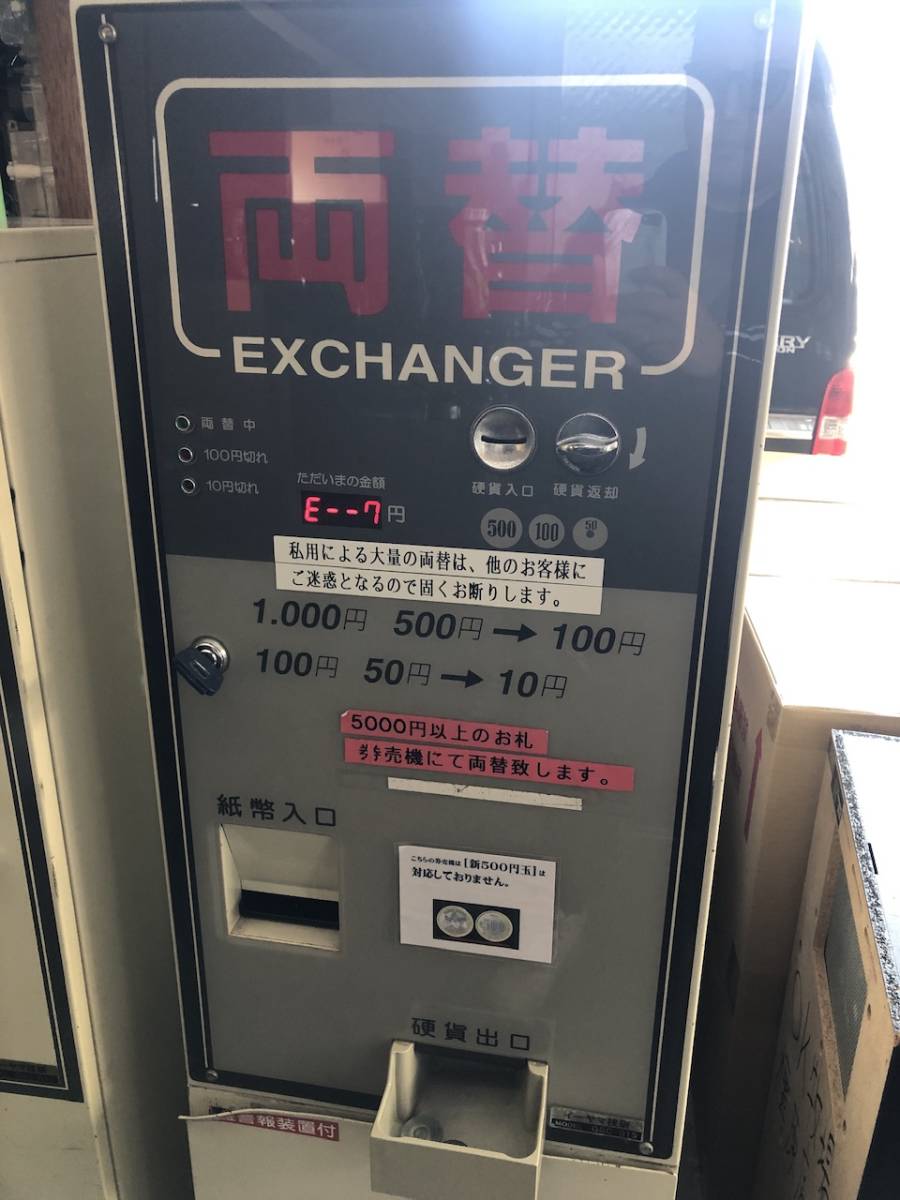 両替
EXCHANGER
両替中
100円切れ
10円切れ
ただいまの金額
E--7円
硬貨入口 硬貨返却
500 100 50
私用による大量の両替は、他のお客様に
ご迷惑となるので固くお断りします。
1.000円 500円→100円
100円 50円→10円
5000円以上のお札
売機にて両替致します。
紙幣入口
こちらの券売機は[新500円玉]は
対応しておりません。
硬貨出口
警報装置付
MODEL